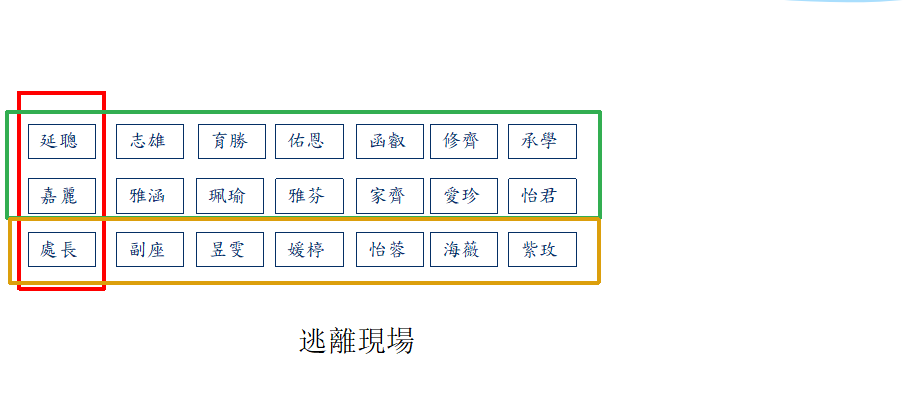 延聰 志雄 育勝 佑恩 函叡 修齊 承學
嘉麗 雅涵 珮瑜 雅芬 家齊 愛珍 怡君
處長 副座 昱雯 媛楟 怡蓉 海薇 紫玫
逃離現場